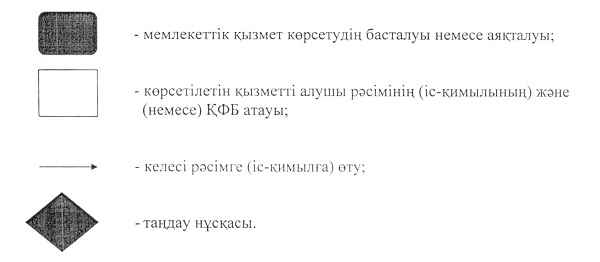 - мемлекеттік қызмет көрсетудің басталуы немесе аяқталуы;
- көрсетілетін қызметті алушы рәсімінің (іс-қимылының) және
(немесе) ҚФБ атауы;
- келесі рәсімге (іс-қимылға) өту;
- таңдау нұсқасы.